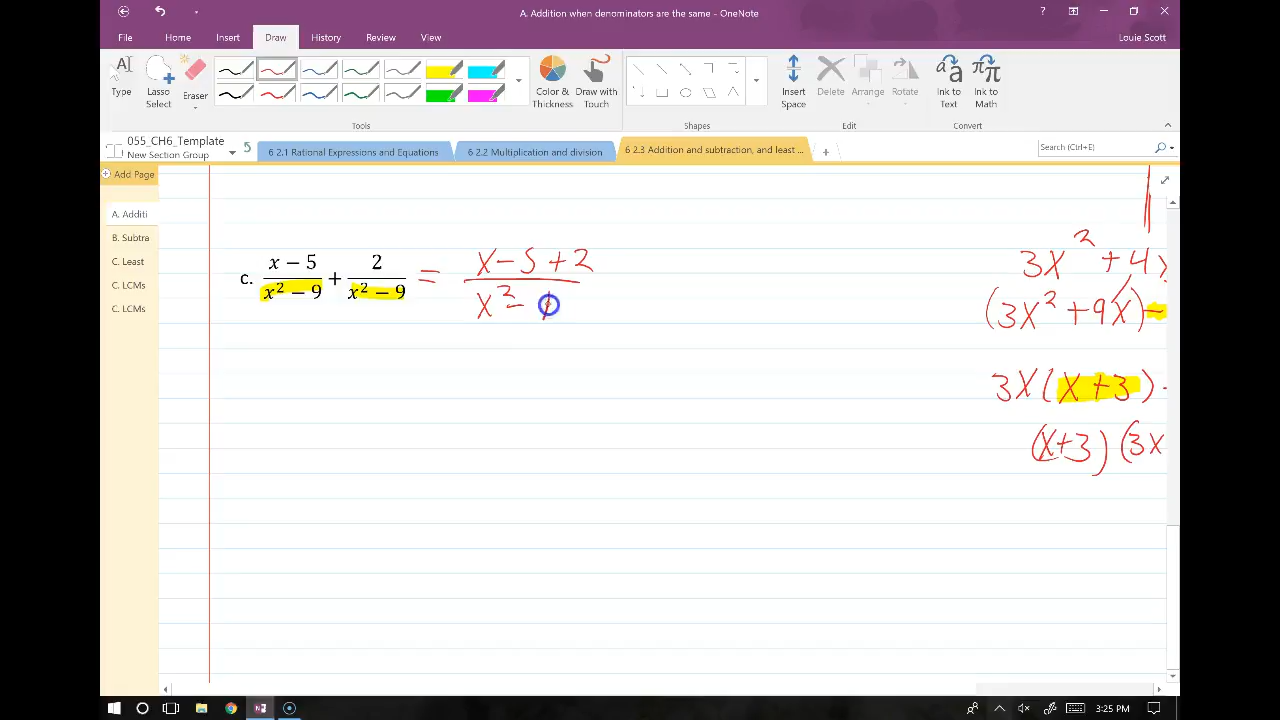 A. Addition when denominators are the same - OneNote
File Home Insert Draw History Review View
Louie Scott
Type
Lasso Select
Eraser
Color & Thickness
Draw with Touch
Insert Space
Delete
Arrange
Rotate
Ink to Text
Ink to Math
Tools
Shapes
Edit
Convert
055_CH6_Template
New Section Group
6 2.1 Rational Expressions and Equations
6 2.2 Multiplication and division
6 2.3 Addition and subtraction, and least ...
Search (Ctrl+E)
Add Page
A. Additi
B. Subtra
C. Least
C. LCMs
C. LCMs
c. (x − 5)/(x² − 9) + 2/(x² − 9) = (x − 5 + 2)/(x² −
3x² + 4
(3x² + 9x) −
3x(x + 3)
(x + 3)(3x
3:25 PM